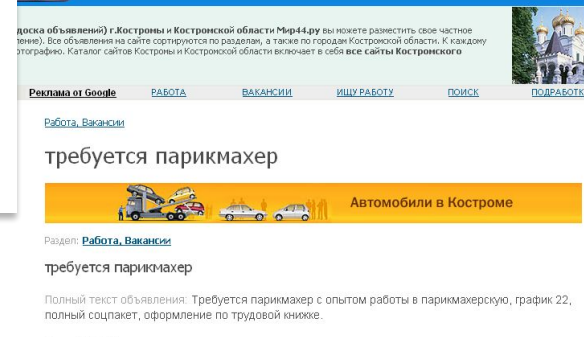 доска объявлений) г.Костромы и Костромской области Мир44.ру вы можете разместить свое частное
Все объявления на сайте сортируются по разделам, а также по городам Костромской области. К каждому
Каталог сайтов Костромы и Костромской области включает в себя все сайты Костромского
Реклама от Google РАБОТА ВАКАНСИИ ИЩУ РАБОТУ ПОИСК ПОДРАБОТК
Работа, Вакансии
требуется парикмахер
Автомобили в Костроме
Раздел: Работа, Вакансии
требуется парикмахер
Полный текст объявления: Требуется парикмахер с опытом работы в парикмахерскую, график 22,
полный соцпакет, оформление по трудовой книжке.